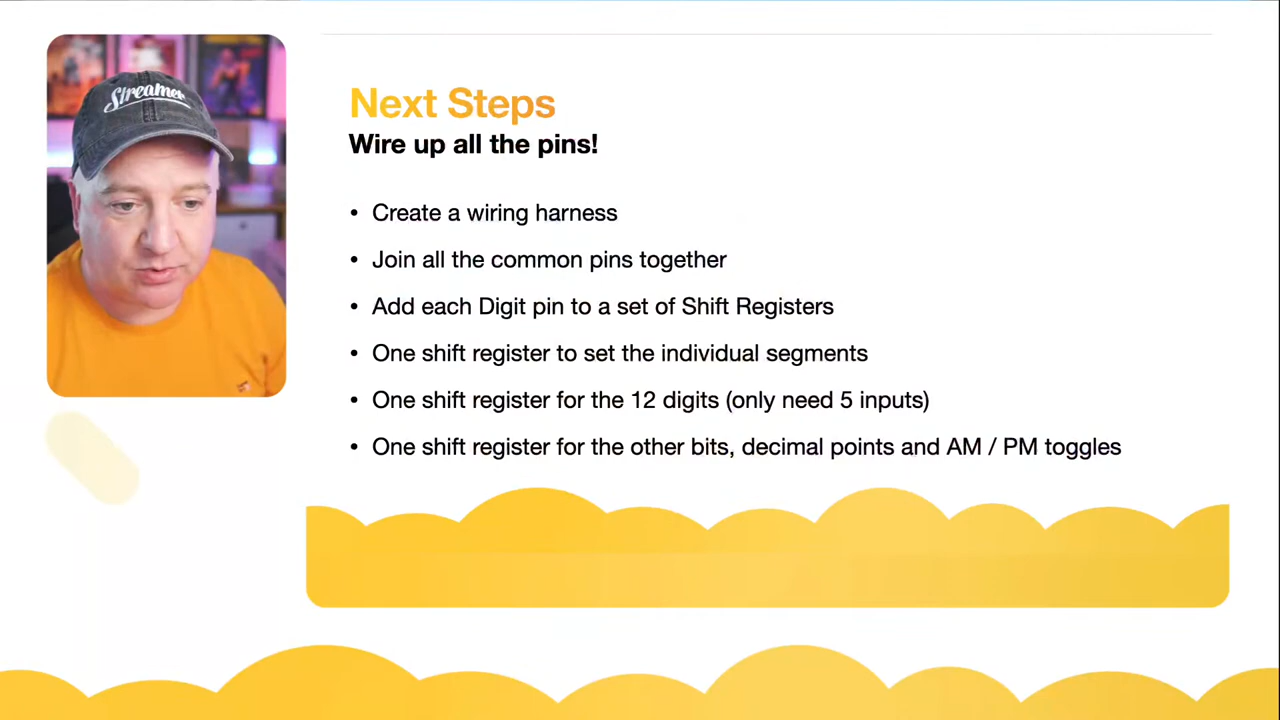 Streamer
Next Steps
Wire up all the pins!
• Create a wiring harness
• Join all the common pins together
• Add each Digit pin to a set of Shift Registers
• One shift register to set the individual segments
• One shift register for the 12 digits (only need 5 inputs)
• One shift register for the other bits, decimal points and AM / PM toggles